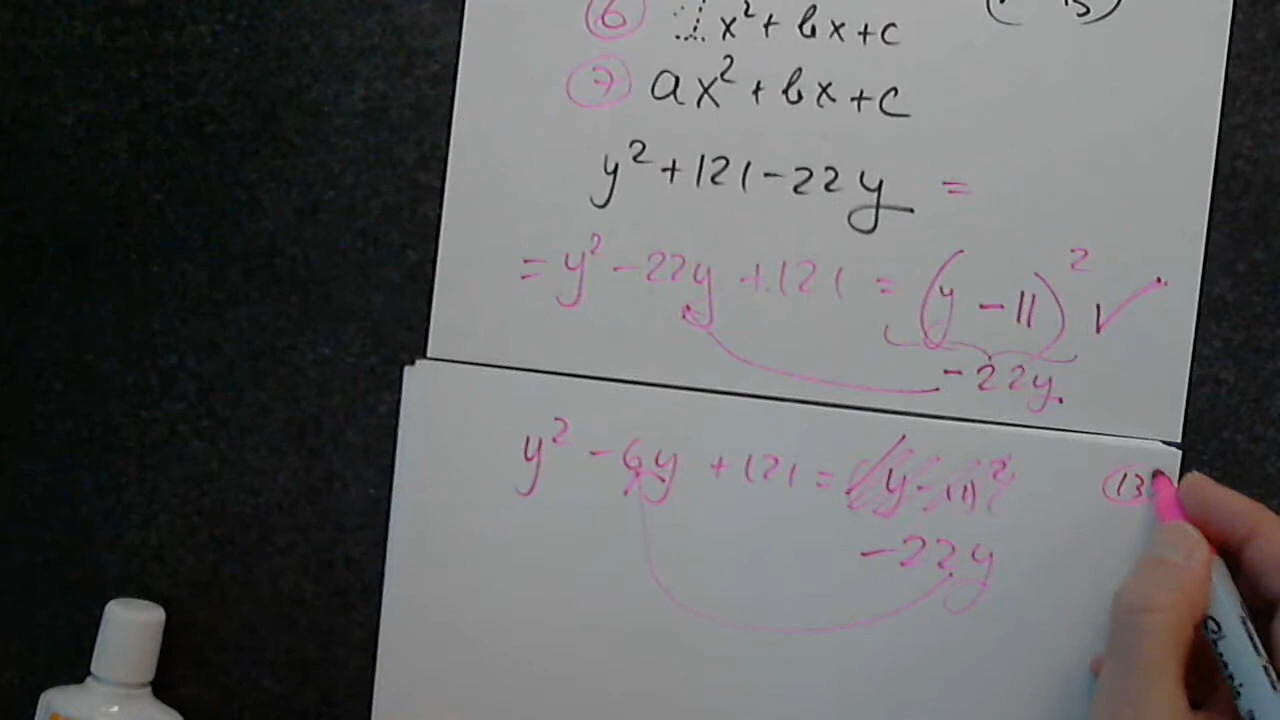 ⑥ 1x² + bx + c
⑦ ax² + bx + c
y² + 121 - 22y =
= y² - 22y + 121 = (y - 11)² ✓
-22y.
y² - 6y + 121 = (y - 11)²
-22y
13